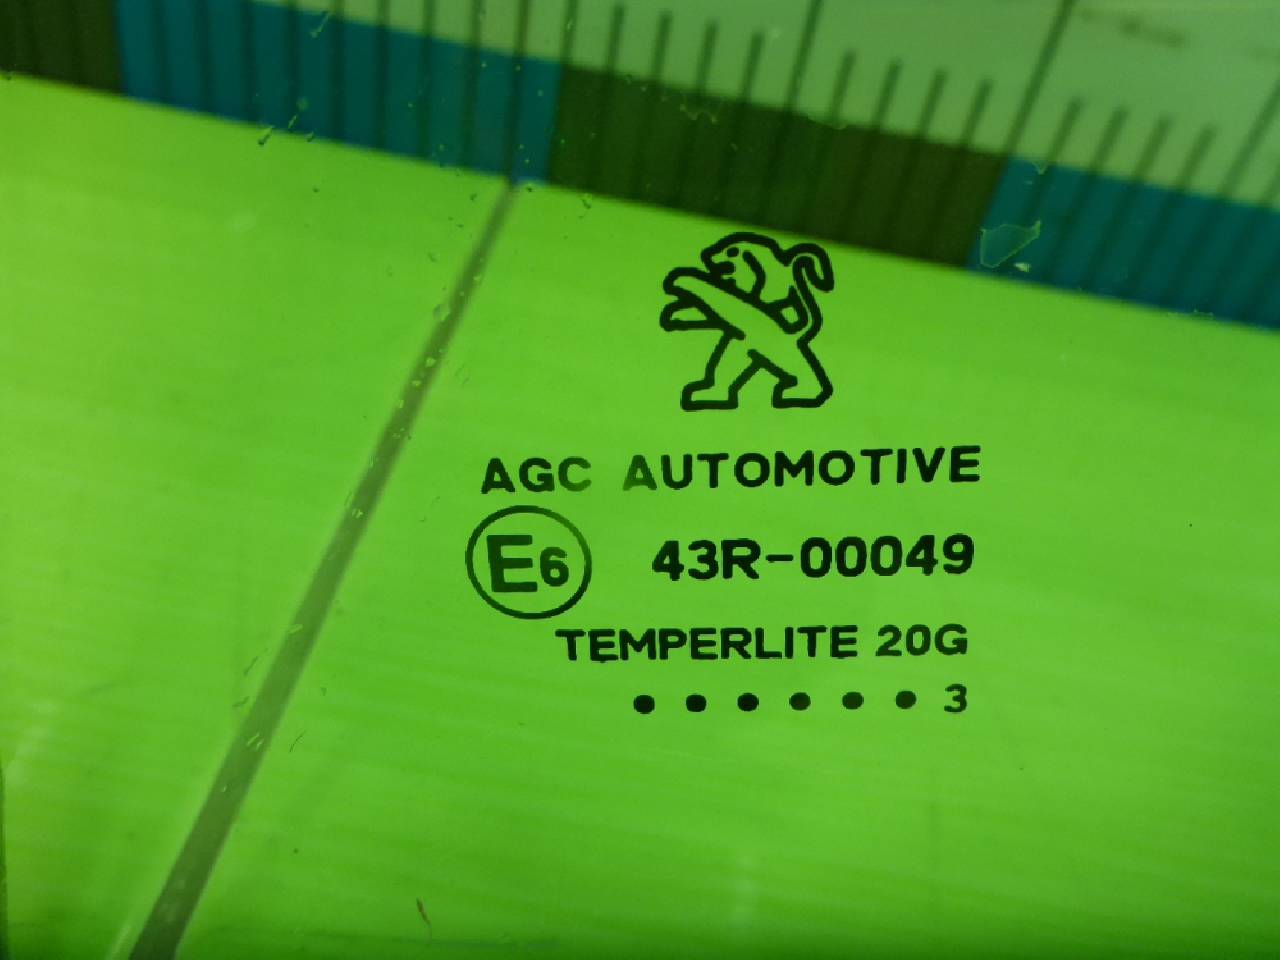 AGC AUTOMOTIVE
E6 43R-00049
TEMPERLITE 20G
• • • • • • 3